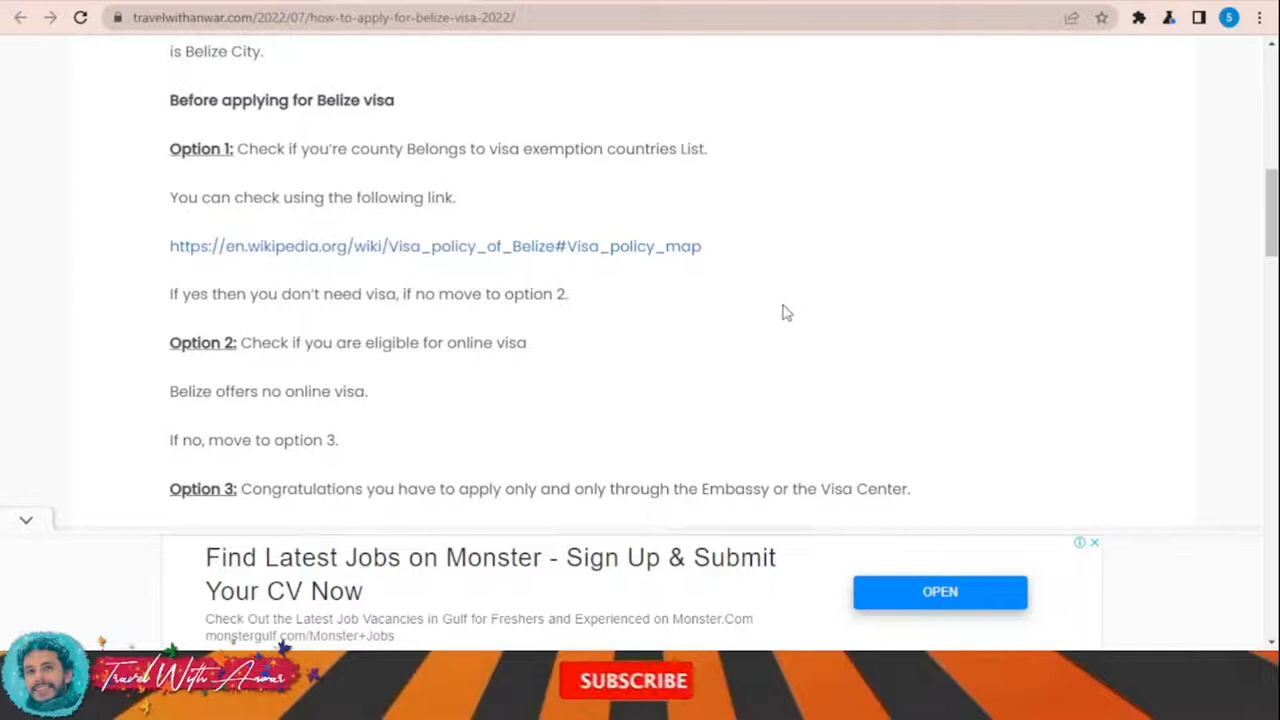 travelwithanwar.com/2022/07/how-to-apply-for-belize-visa-2022/
5
is Belize City.
Before applying for Belize visa
Option 1: Check if you're county Belongs to visa exemption countries List.
You can check using the following link.
https://en.wikipedia.org/wiki/Visa_policy_of_Belize#Visa_policy_map
If yes then you don't need visa, if no move to option 2.
Option 2: Check if you are eligible for online visa
Belize offers no online visa.
If no, move to option 3.
Option 3: Congratulations you have to apply only and only through the Embassy or the Visa Center.
Find Latest Jobs on Monster - Sign Up & Submit
Your CV Now
OPEN
Check Out the Latest Job Vacancies in Gulf for Freshers and Experienced on Monster.Com
monstergulf.com/Monster+Jobs
Travel With Anwar
SUBSCRIBE